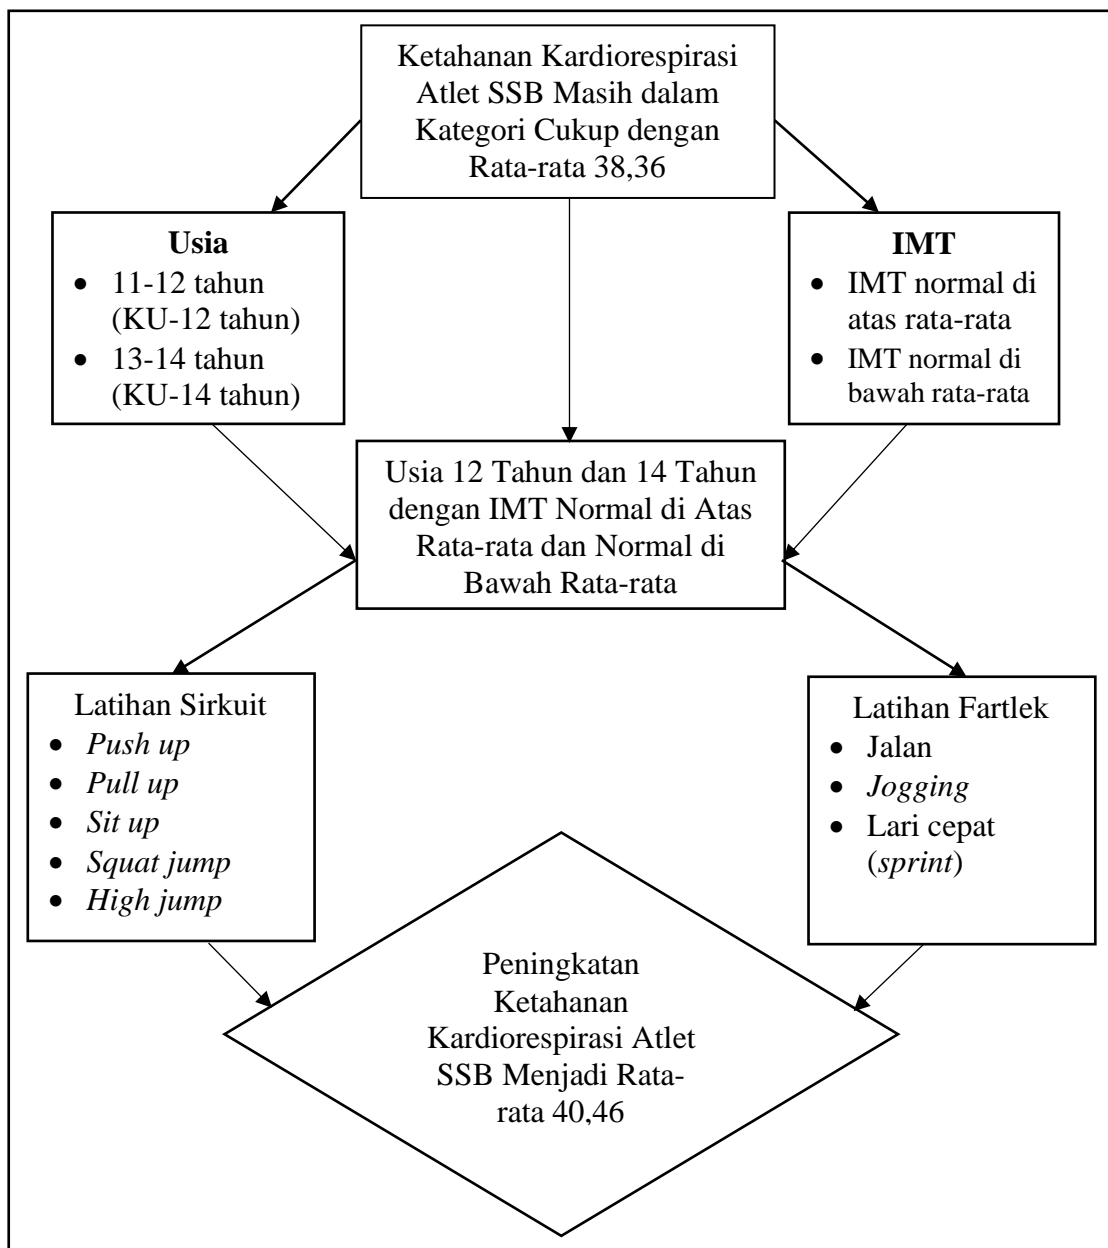 Ketahanan Kardiorespirasi
Atlet SSB Masih dalam
Kategori Cukup dengan
Rata-rata 38,36
Usia
• 11-12 tahun
(KU-12 tahun)
• 13-14 tahun
(KU-14 tahun)
IMT
• IMT normal di
atas rata-rata
• IMT normal di
bawah rata-rata
Usia 12 Tahun dan 14 Tahun
dengan IMT Normal di Atas
Rata-rata dan Normal di
Bawah Rata-rata
Latihan Sirkuit
• Push up
• Pull up
• Sit up
• Squat jump
• High jump
Latihan Fartlek
• Jalan
• Jogging
• Lari cepat
(sprint)
Peningkatan
Ketahanan
Kardiorespirasi Atlet
SSB Menjadi Rata-
rata 40,46